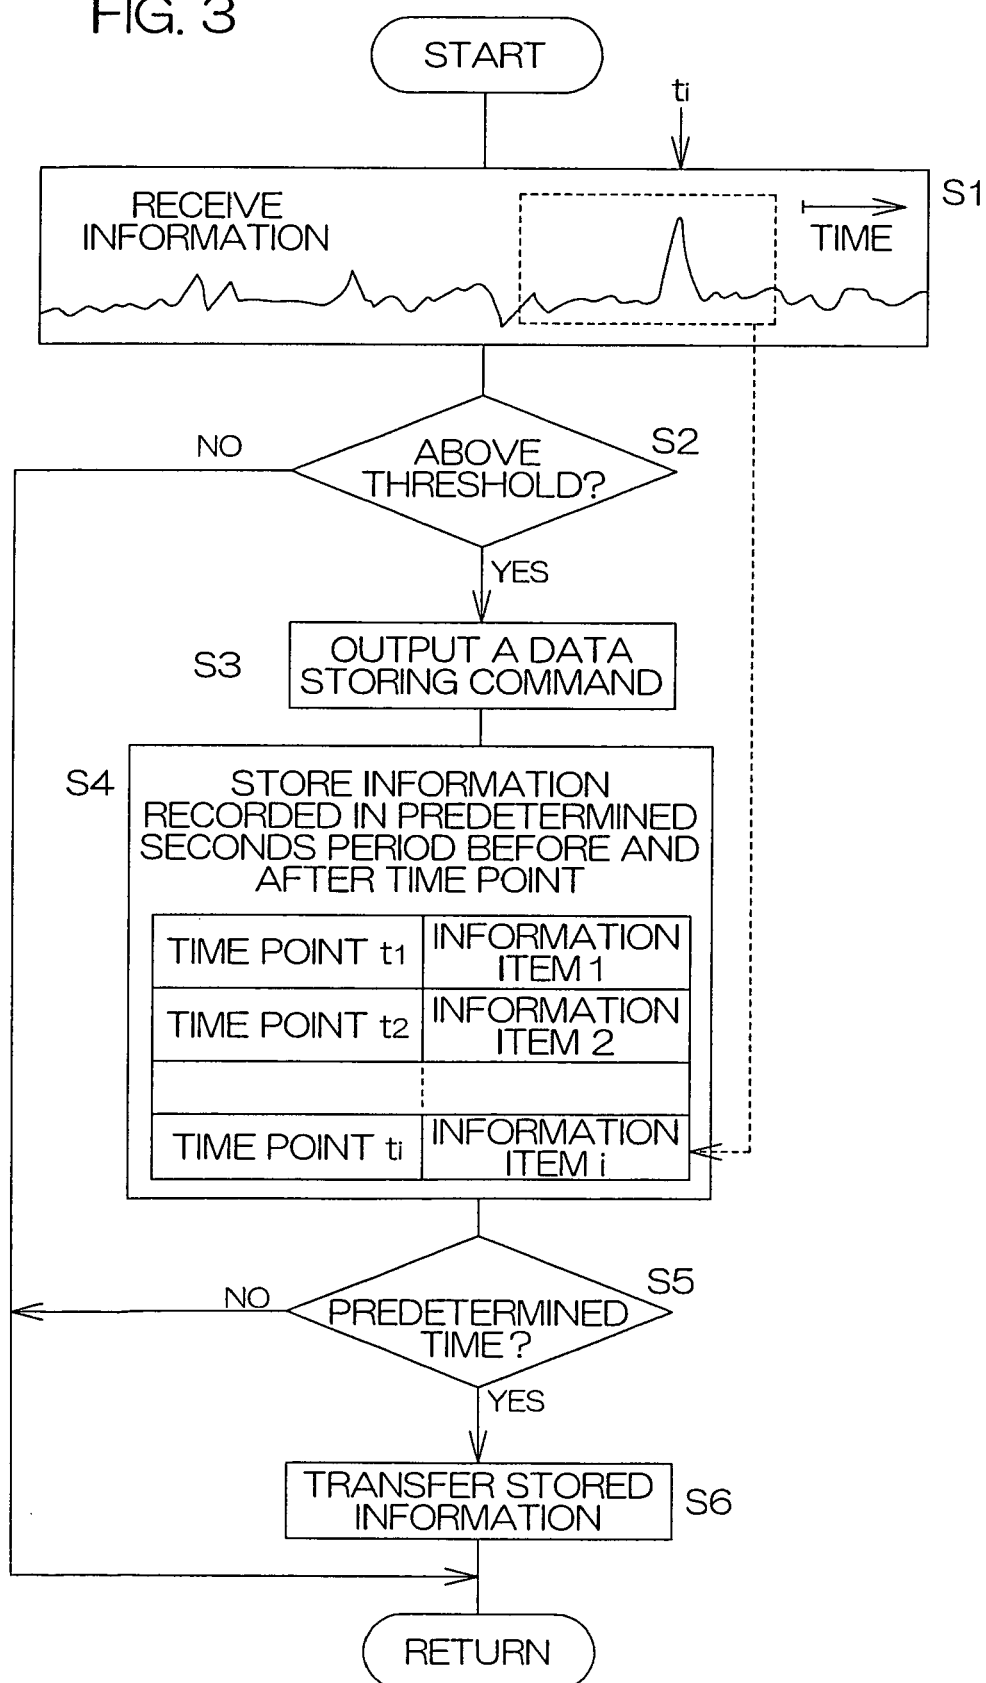 FIG. 3
START
ti
S1
RECEIVE
INFORMATION
TIME
S2
NO
ABOVE
THRESHOLD?
YES
S3
OUTPUT A DATA
STORING COMMAND
S4
STORE INFORMATION
RECORDED IN PREDETERMINED
SECONDS PERIOD BEFORE AND
AFTER TIME POINT
TIME POINT t1
INFORMATION
ITEM 1
TIME POINT t2
INFORMATION
ITEM 2
TIME POINT ti
INFORMATION
ITEM i
S5
NO
PREDETERMINED
TIME?
YES
TRANSFER STORED
INFORMATION
S6
RETURN